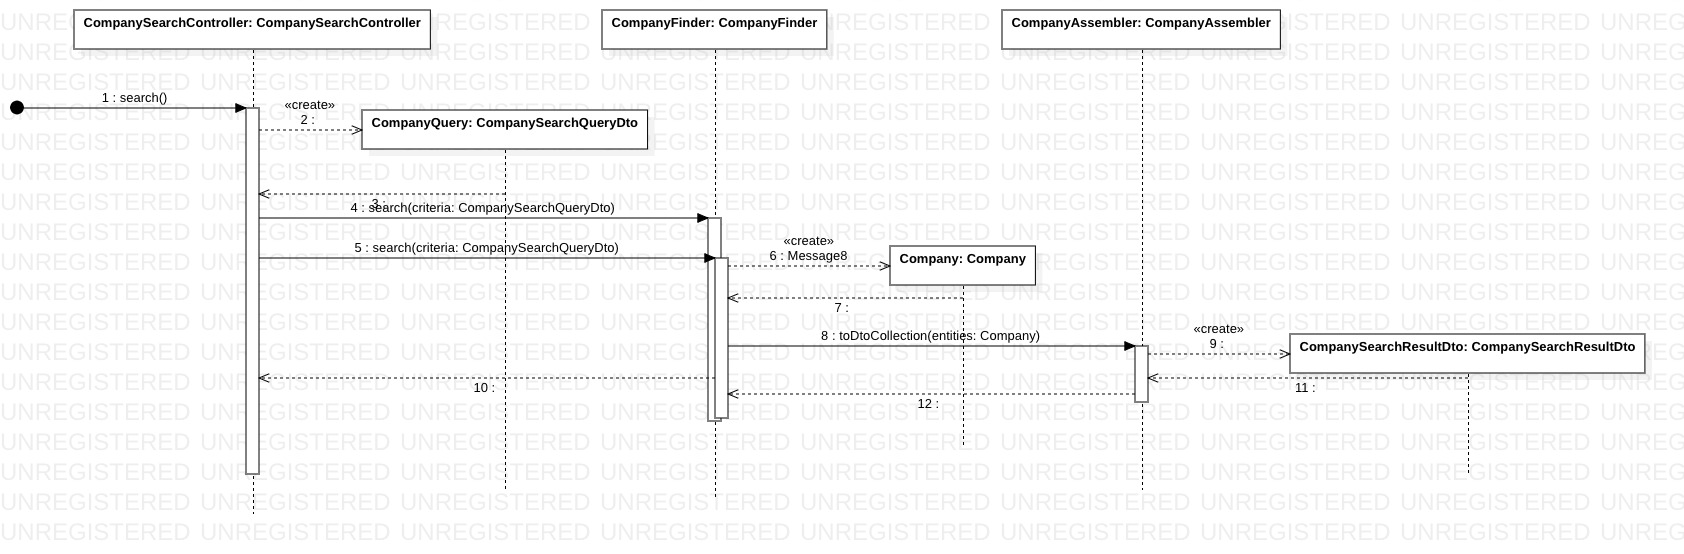 CompanySearchController: CompanySearchController
CompanyFinder: CompanyFinder
CompanyAssembler: CompanyAssembler
1 : search()
«create»
2 :
CompanyQuery: CompanySearchQueryDto
3 :
4 : search(criteria: CompanySearchQueryDto)
5 : search(criteria: CompanySearchQueryDto)
«create»
6 : Message8
Company: Company
7 :
8 : toDtoCollection(entities: Company)
«create»
9 :
CompanySearchResultDto: CompanySearchResultDto
10 :
11 :
12 :
UNREGISTERED UNREGISTERED UNREGISTERED UNREGISTERED UNREGISTERED UNREGISTERED UNREGISTERED UNREGISTERED UNREG